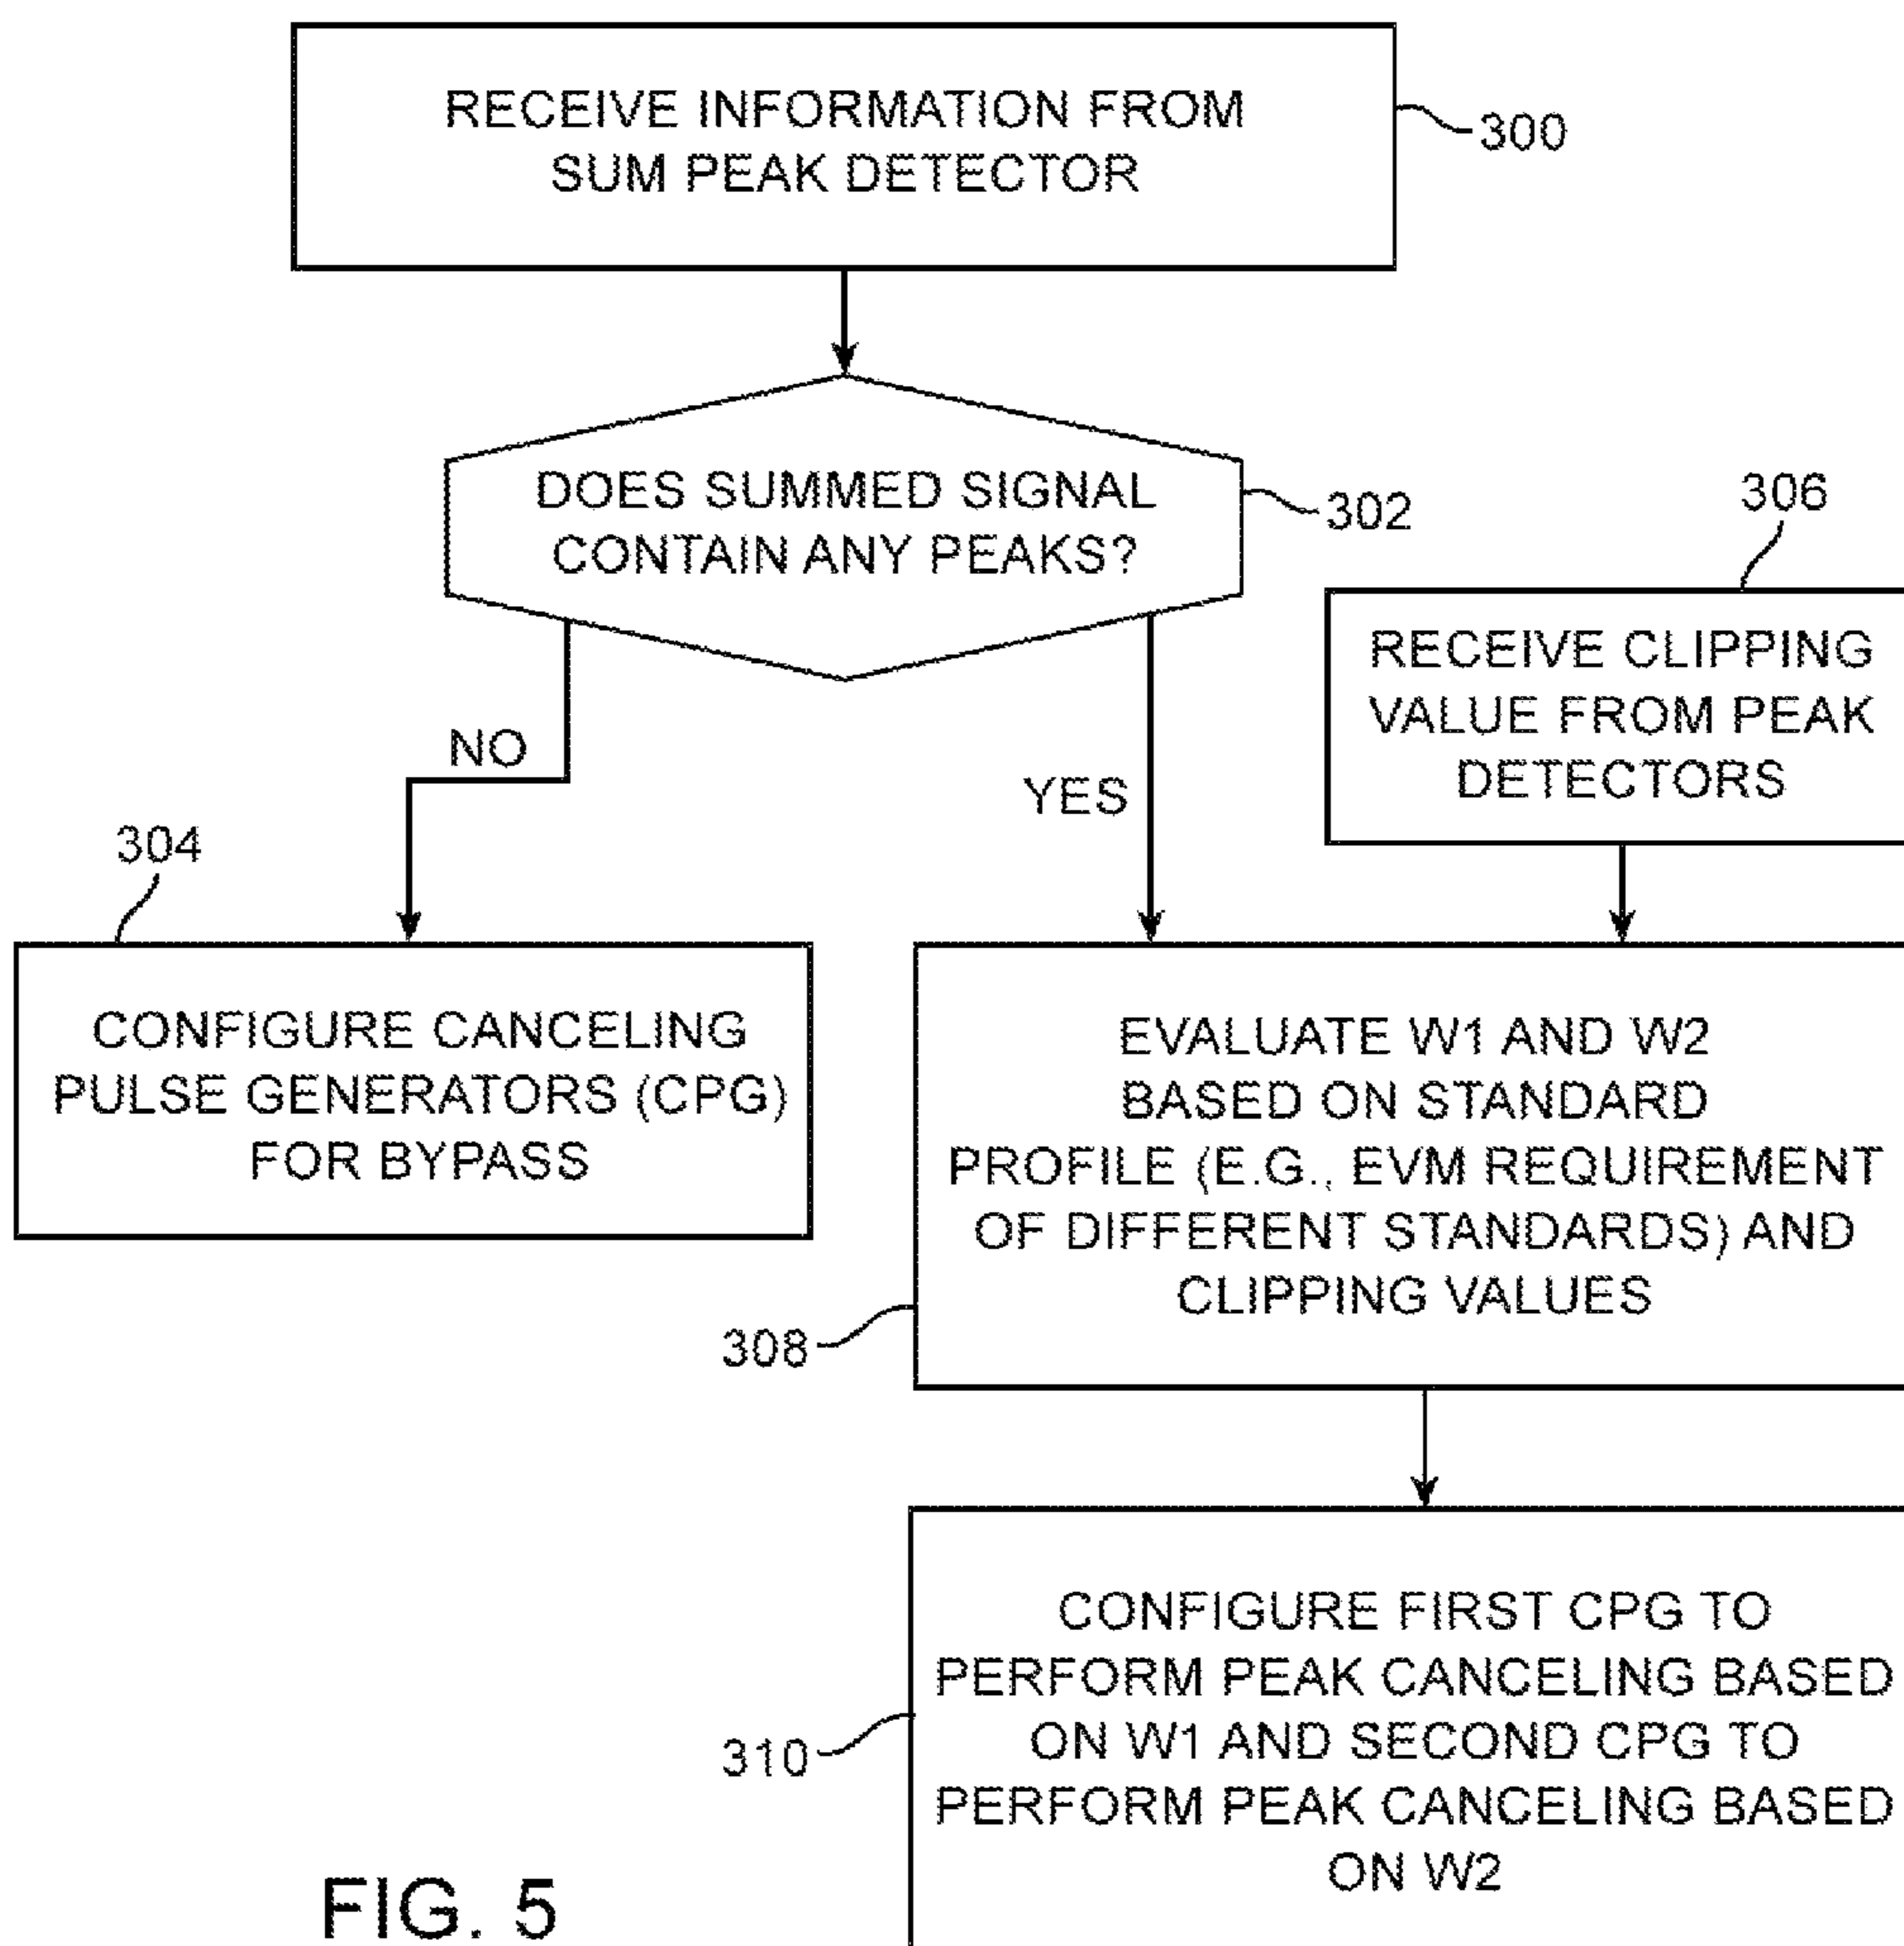 RECEIVE INFORMATION FROM
SUM PEAK DETECTOR
300
DOES SUMMED SIGNAL
CONTAIN ANY PEAKS?
302
306
RECEIVE CLIPPING
VALUE FROM PEAK
DETECTORS
NO
YES
304
CONFIGURE CANCELING
PULSE GENERATORS (CPG)
FOR BYPASS
EVALUATE W1 AND W2
BASED ON STANDARD
PROFILE (E.G., EVM REQUIREMENT
OF DIFFERENT STANDARDS) AND
CLIPPING VALUES
308
CONFIGURE FIRST CPG TO
PERFORM PEAK CANCELING BASED
ON W1 AND SECOND CPG TO
PERFORM PEAK CANCELING BASED
ON W2
310
FIG. 5